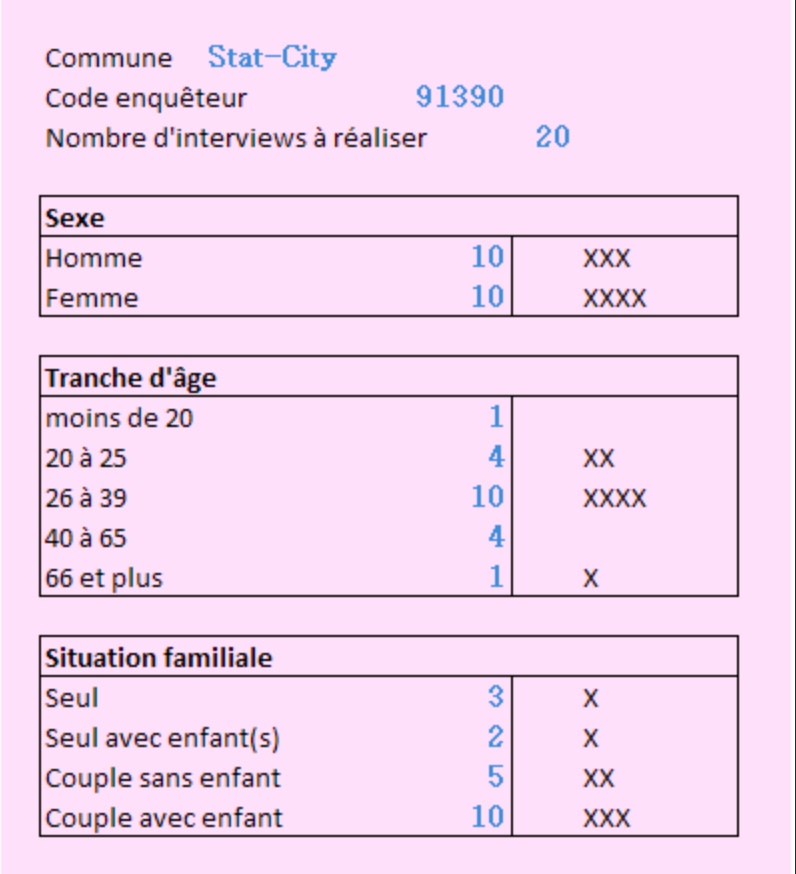 Commune Stat-City
Code enquêteur 91390
Nombre d'interviews à réaliser 20
Sexe
Homme 10 XXX
Femme 10 XXXX
Tranche d'âge
moins de 20 1
20 à 25 4 XX
26 à 39 10 XXXX
40 à 65 4
66 et plus 1 X
Situation familiale
Seul 3 X
Seul avec enfant(s) 2 X
Couple sans enfant 5 XX
Couple avec enfant 10 XXX